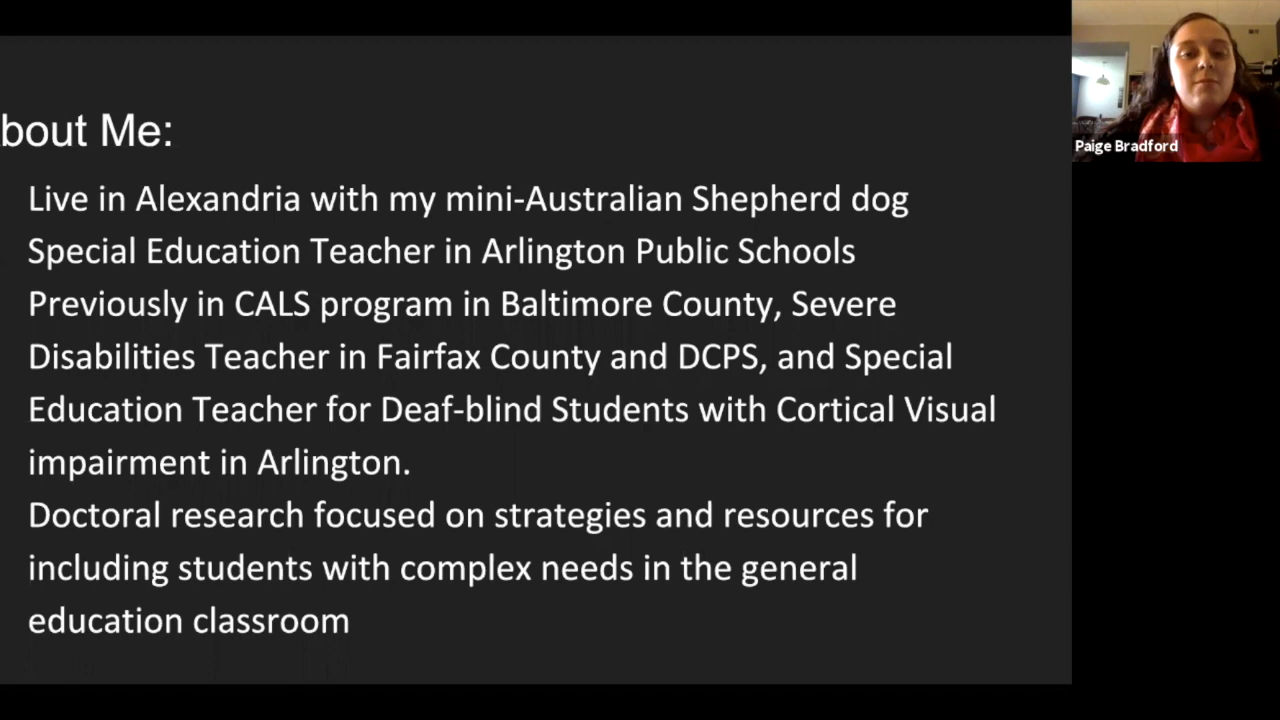 bout Me:
Live in Alexandria with my mini-Australian Shepherd dog
Special Education Teacher in Arlington Public Schools
Previously in CALS program in Baltimore County, Severe
Disabilities Teacher in Fairfax County and DCPS, and Special
Education Teacher for Deaf-blind Students with Cortical Visual
impairment in Arlington.
Doctoral research focused on strategies and resources for
including students with complex needs in the general
education classroom
Paige Bradford